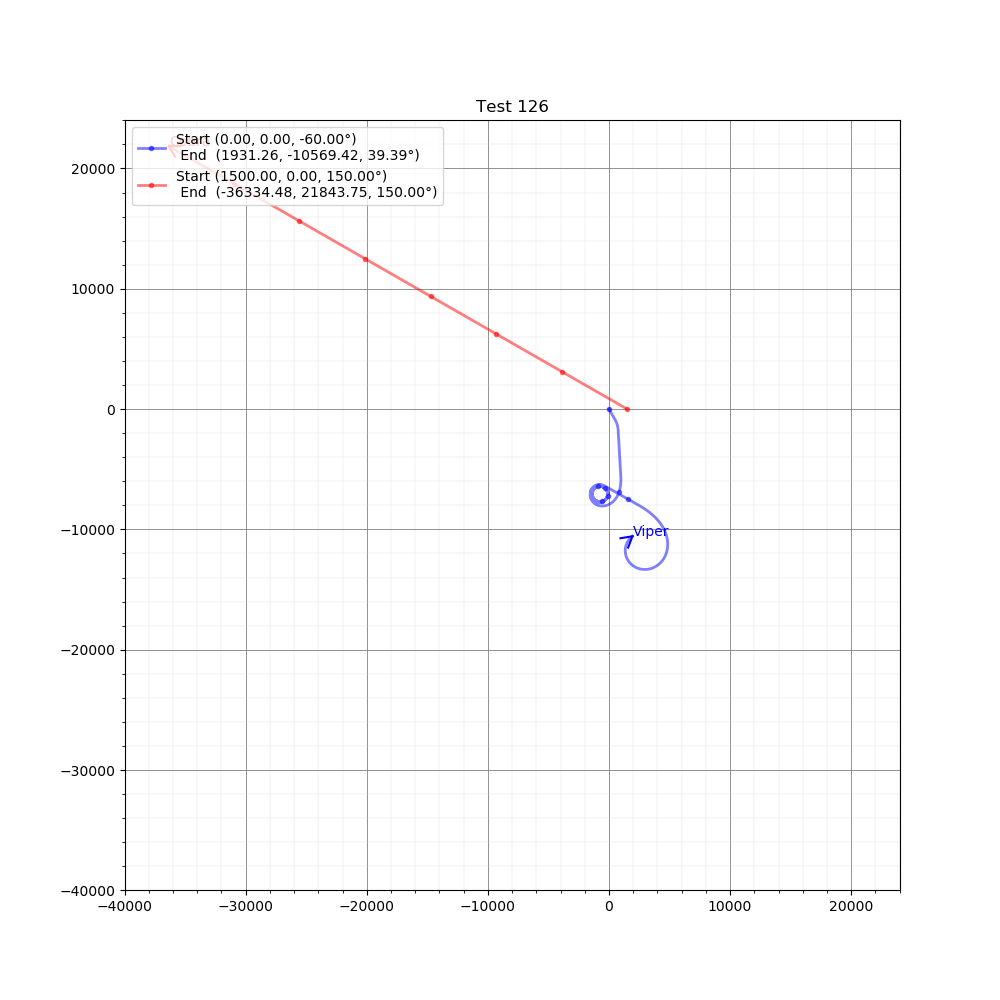 Test 126
Start (0.00, 0.00, -60.00°)
End (1931.26, -10569.42, 39.39°)
Start (1500.00, 0.00, 150.00°)
End (-36334.48, 21843.75, 150.00°)
20000
10000
0
−10000
−20000
−30000
−40000
Viper
−40000 −30000 −20000 −10000 0 10000 20000